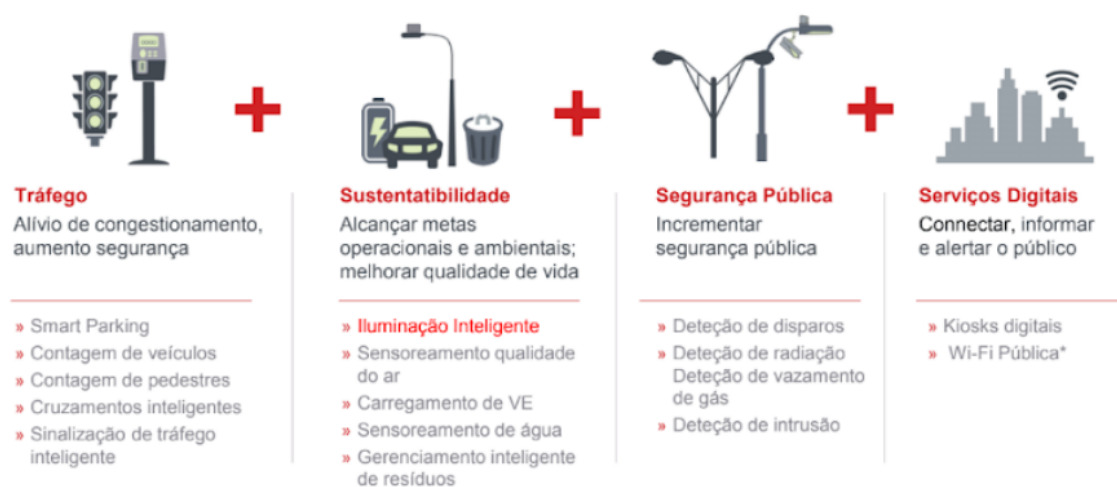 Tráfego
Alívio de congestionamento,
aumento segurança
» Smart Parking
» Contagem de veículos
» Contagem de pedestres
» Cruzamentos inteligentes
» Sinalização de tráfego
inteligente
Sustentatibilidade
Alcançar metas
operacionais e ambientais;
melhorar qualidade de vida
» Iluminação Inteligente
» Sensoreamento qualidade
do ar
» Carregamento de VE
» Sensoreamento de água
» Gerenciamento inteligente
de resíduos
Segurança Pública
Incrementar
segurança pública
» Deteção de disparos
» Deteção de radiação
Deteção de vazamento
de gás
» Deteção de intrusão
Serviços Digitais
Connectar, informar
e alertar o público
» Kiosks digitais
» Wi-Fi Pública*